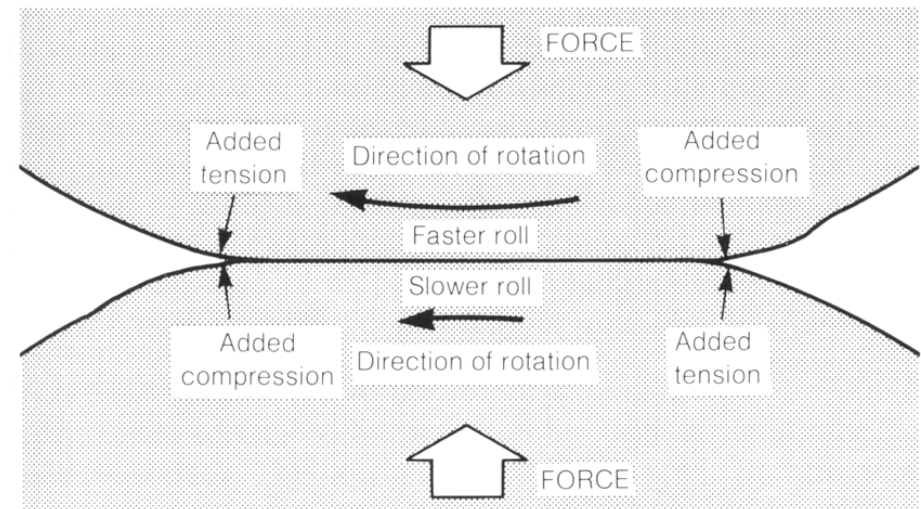 FORCE
Added
tension
Direction of rotation
Added
compression
Faster roll
Slower roll
Added
compression
Direction of rotation
Added
tension
FORCE